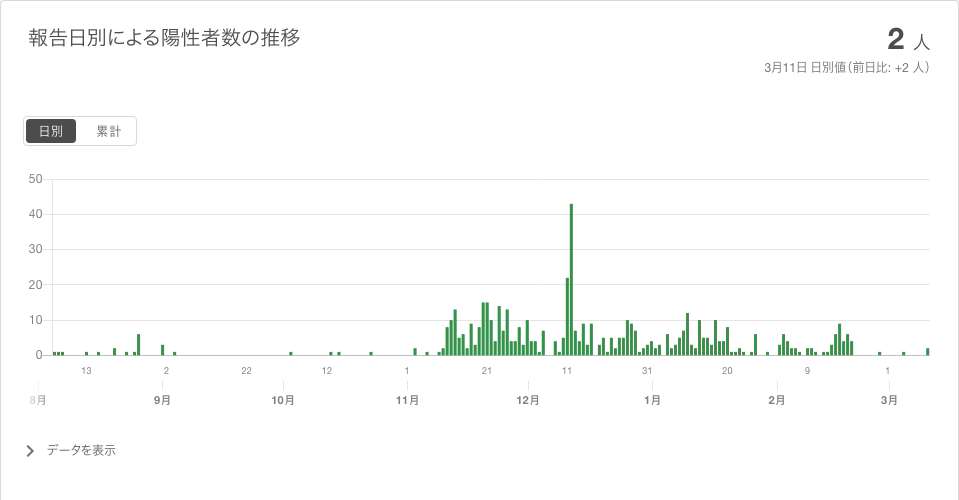 報告日別による陽性者数の推移
2 人
3月11日 日別値（前日比: +2 人）
日別 累計
50
40
30
20
10
0
13 2 22 12 1 21 11 31 20 9 1
8月 9月 10月 11月 12月 1月 2月 3月
データを表示